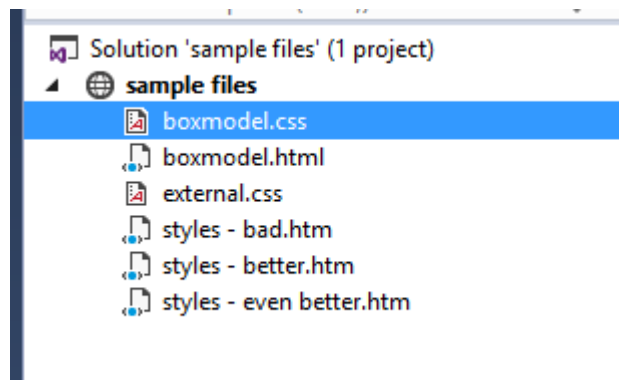 Solution 'sample files' (1 project)
sample files
boxmodel.css
boxmodel.html
external.css
styles - bad.htm
styles - better.htm
styles - even better.htm